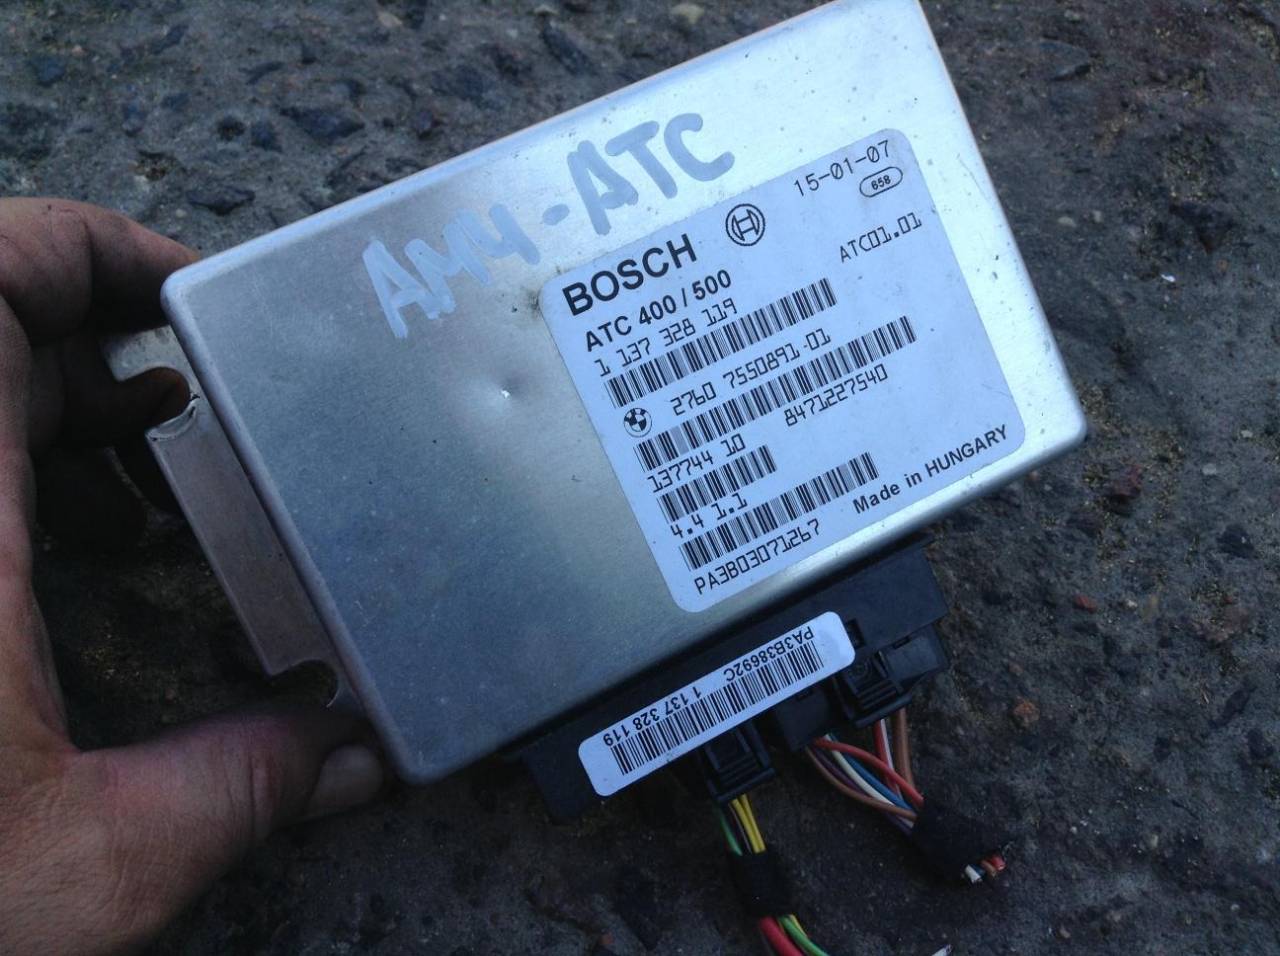 AM4-ATC
15-01-07
658
BOSCH
ATC 400 / 500
ATC01.01
1 137 328 119
2760 7550891-01
137744 10 8471227540
4.4 1.1
PA3B03071267
Made in HUNGARY
PA3B38692C
1 137 328 119